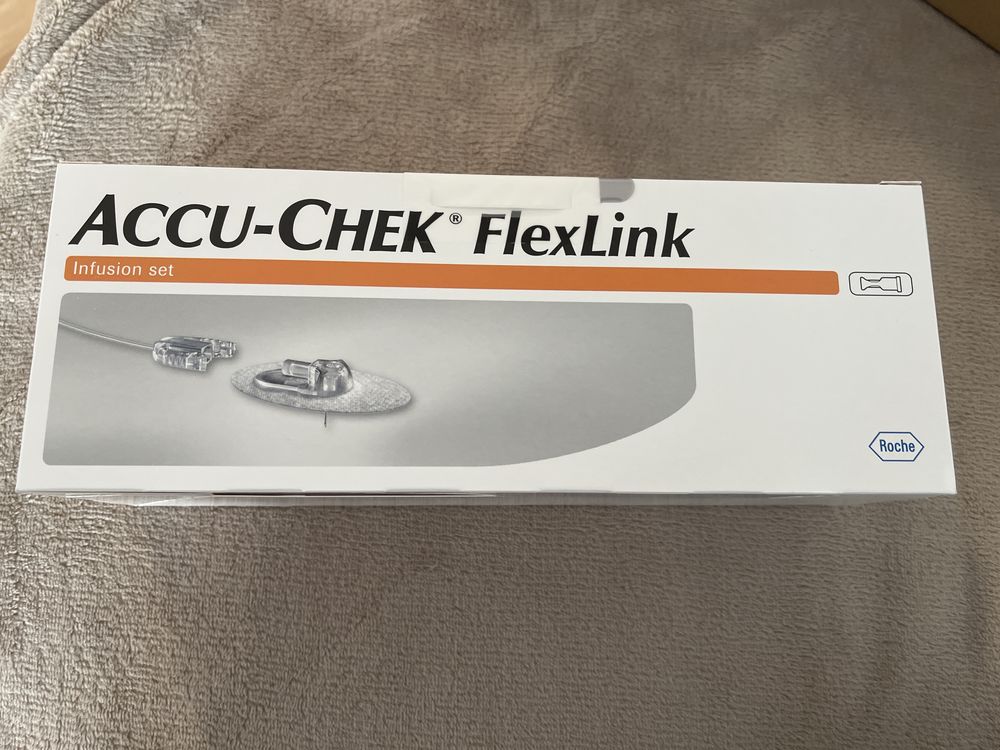 ACCU-CHEK® FlexLink
Infusion set
Roche